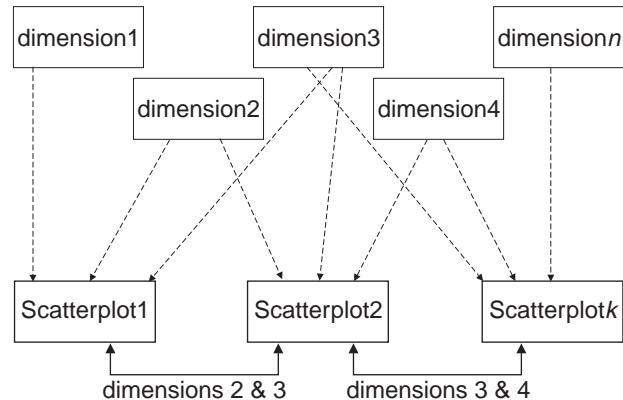 dimension1
dimension3
dimensionn
dimension2
dimension4
Scatterplot1
Scatterplot2
Scatterplotk
dimensions 2 & 3
dimensions 3 & 4